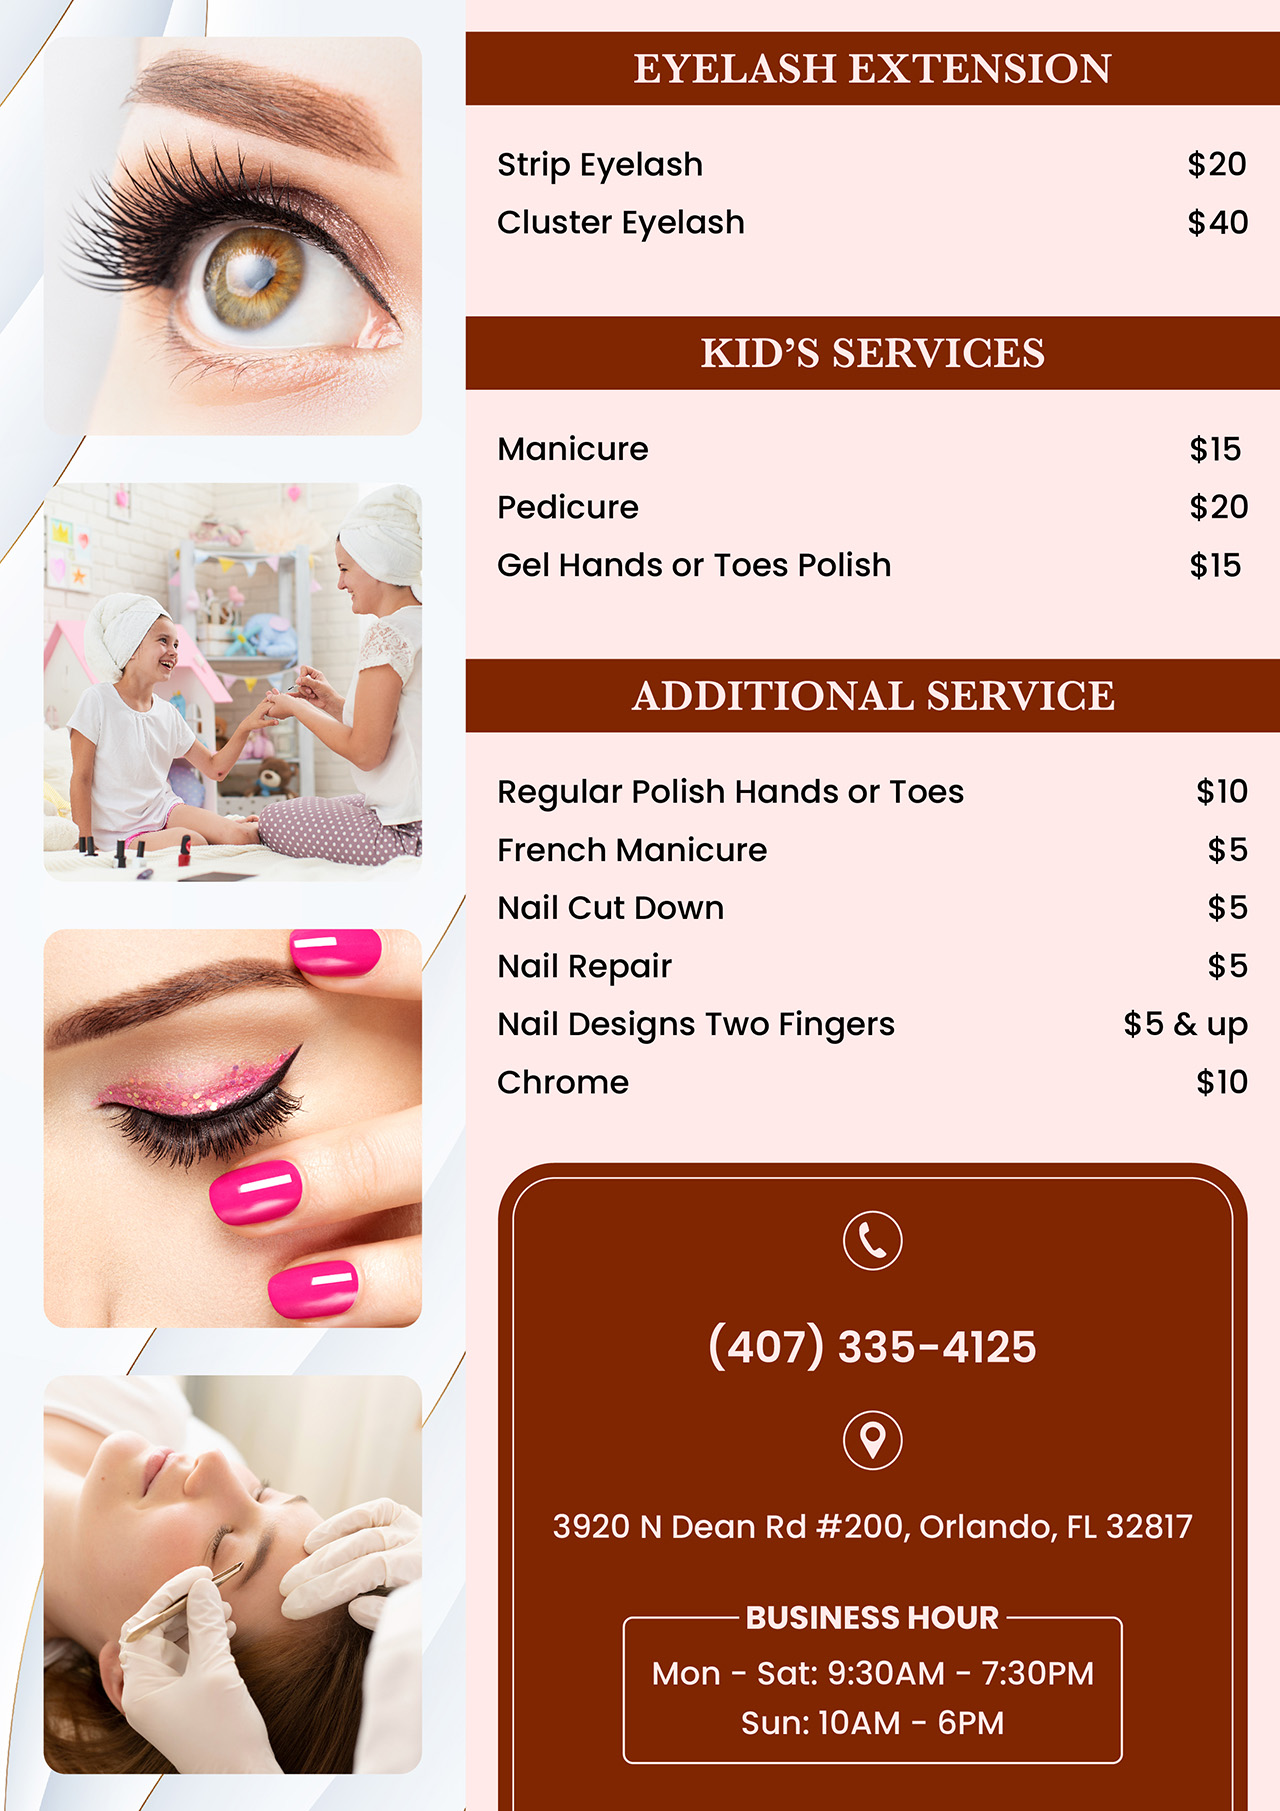 EYELASH EXTENSION
Strip Eyelash $20
Cluster Eyelash $40
KID’S SERVICES
Manicure $15
Pedicure $20
Gel Hands or Toes Polish $15
ADDITIONAL SERVICE
Regular Polish Hands or Toes $10
French Manicure $5
Nail Cut Down $5
Nail Repair $5
Nail Designs Two Fingers $5 & up
Chrome $10
(407) 335-4125
3920 N Dean Rd #200, Orlando, FL 32817
BUSINESS HOUR
Mon - Sat: 9:30AM - 7:30PM
Sun: 10AM - 6PM